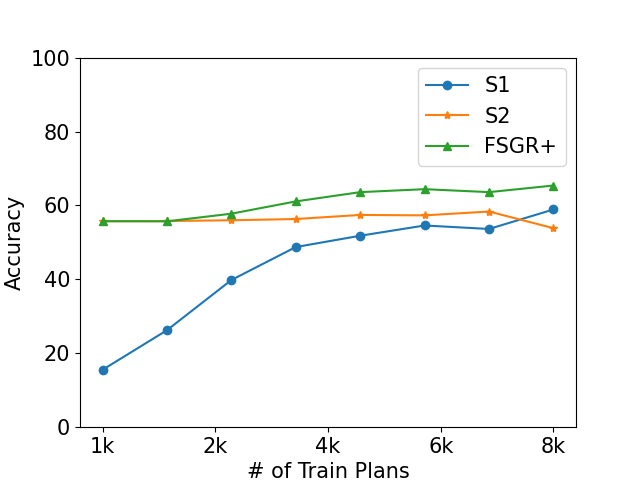 100
80
60
40
20
0
Accuracy
S1
S2
FSGR+
1k 2k 4k 6k 8k
# of Train Plans